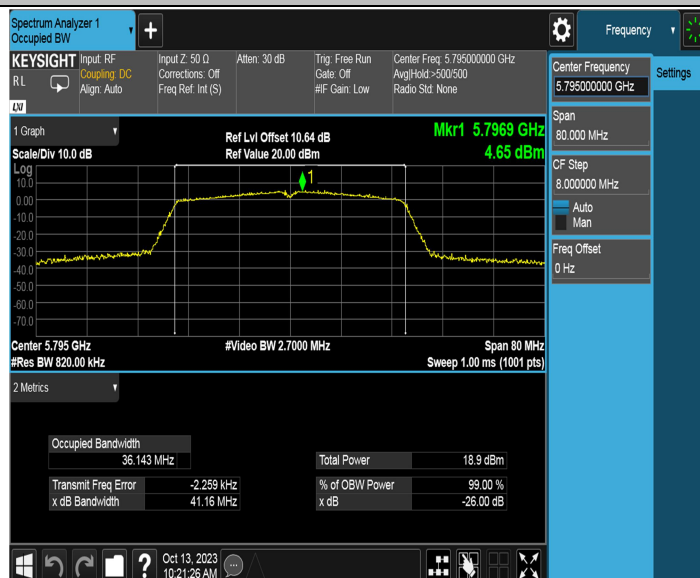 Spectrum Analyzer 1
Occupied BW
Frequency
KEYSIGHT
R L
LXI
Input: RF
Coupling: DC
Align: Auto
Input Z: 50 Ω
Corrections: Off
Freq Ref: Int (S)
Atten: 30 dB
Trig: Free Run
Gate: Off
#IF Gain: Low
Center Freq: 5.795000000 GHz
Avg|Hold:>500/500
Radio Std: None
Center Frequency
5.795000000 GHz
Settings
Span
80.000 MHz
CF Step
8.000000 MHz
Auto
Man
Freq Offset
0 Hz
1 Graph
Scale/Div 10.0 dB
Ref Lvl Offset 10.64 dB
Ref Value 20.00 dBm
Mkr1 5.7969 GHz
4.65 dBm
Log
10.0
0.00
-10.0
-20.0
-30.0
-40.0
-50.0
-60.0
-70.0
1
Center 5.795 GHz
#Video BW 2.7000 MHz
Span 80 MHz
#Res BW 820.00 kHz
Sweep 1.00 ms (1001 pts)
2 Metrics
Occupied Bandwidth
36.143 MHz
Total Power 18.9 dBm
Transmit Freq Error -2.259 kHz
% of OBW Power 99.00 %
x dB Bandwidth 41.16 MHz
x dB -26.00 dB
?
Oct 13, 2023
10:21:26 AM